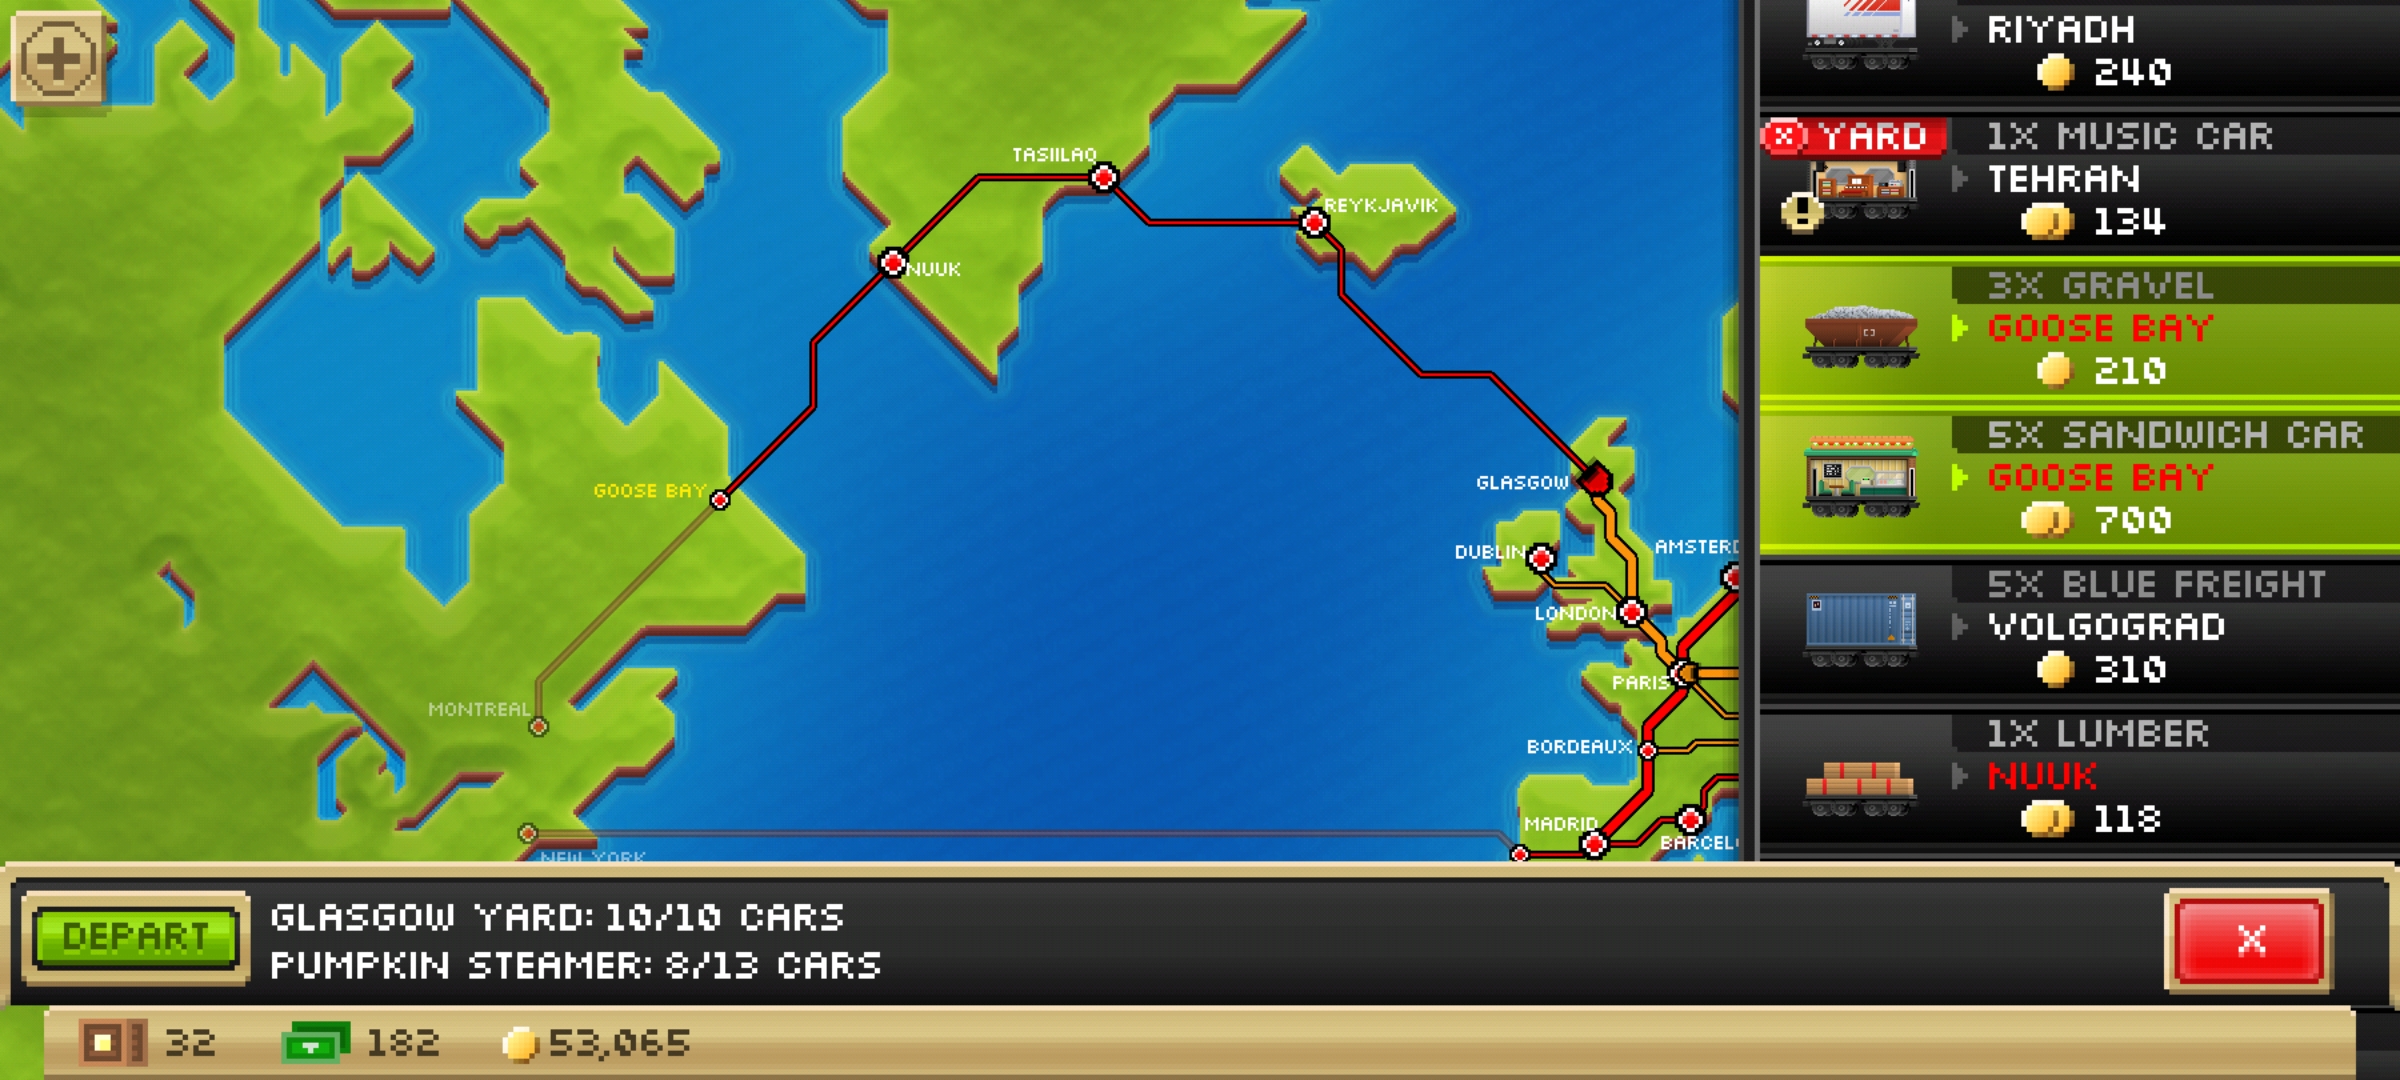 TASIILAQ
REYKJAVIK
NUUK
GOOSE BAY
GLASGOW
DUBLIN
AMSTERD
LONDON
PARIS
MONTREAL
BORDEAUX
MADRID
BARCEL
NEW YORK
RIYADH
240
YARD
1X MUSIC CAR
TEHRAN
134
3X GRAVEL
GOOSE BAY
210
5X SANDWICH CAR
GOOSE BAY
700
5X BLUE FREIGHT
VOLGOGRAD
310
1X LUMBER
NUUK
118
DEPART
GLASGOW YARD: 10/10 CARS
PUMPKIN STEAMER: 8/13 CARS
X
32
182
53,065